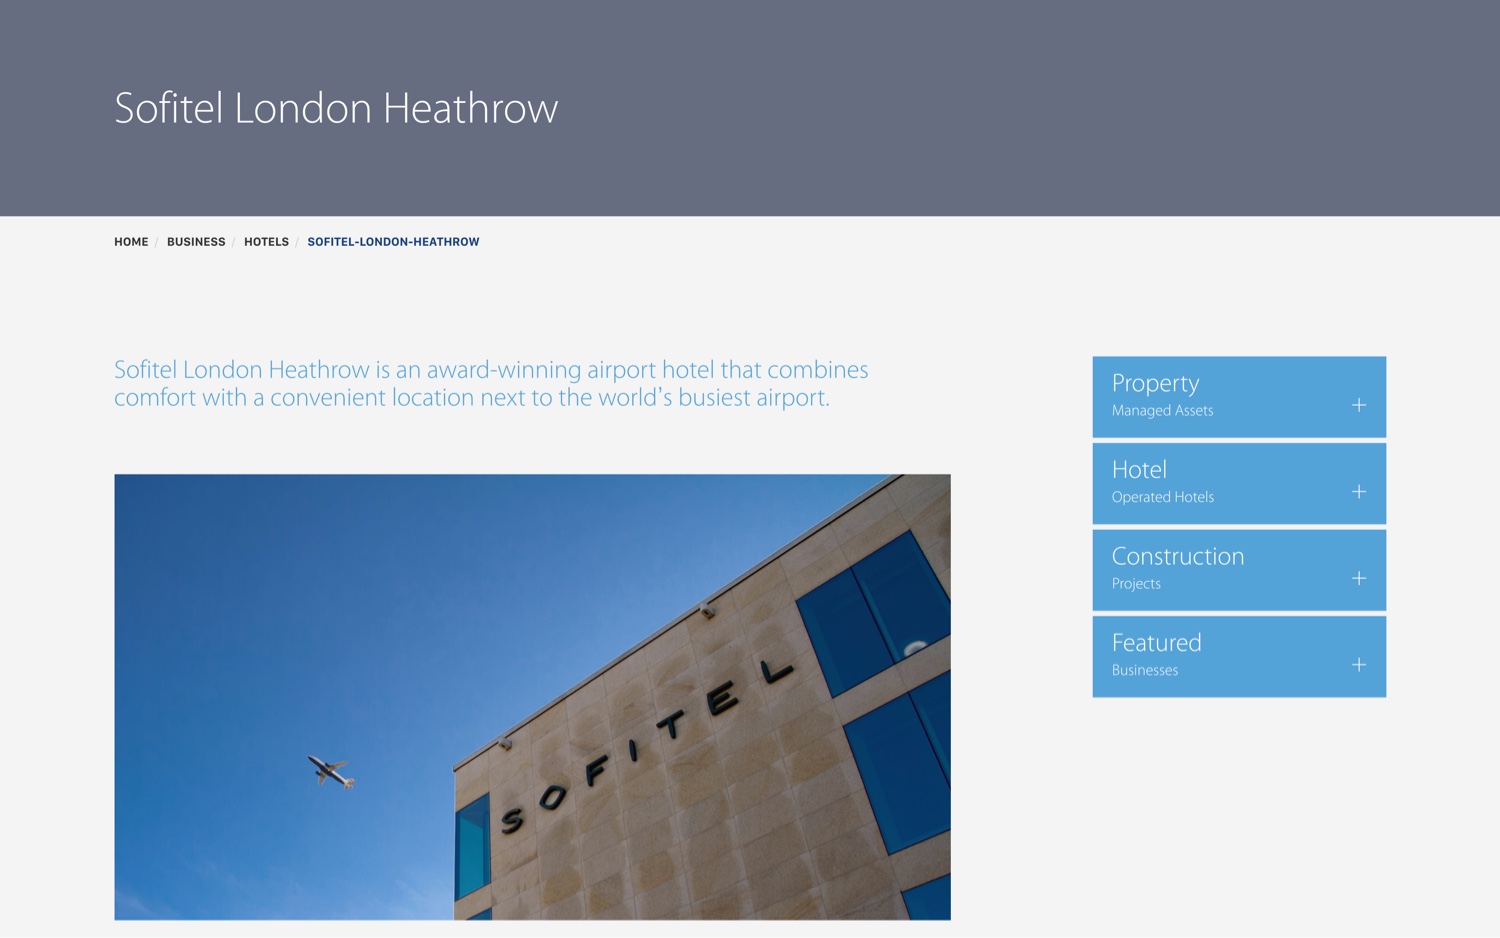 Sofitel London Heathrow
HOME / BUSINESS / HOTELS / SOFITEL-LONDON-HEATHROW
Sofitel London Heathrow is an award-winning airport hotel that combines
comfort with a convenient location next to the world's busiest airport.
Property
Managed Assets
+
Hotel
Operated Hotels
+
Construction
Projects
+
Featured
Businesses
+
SOFITEL